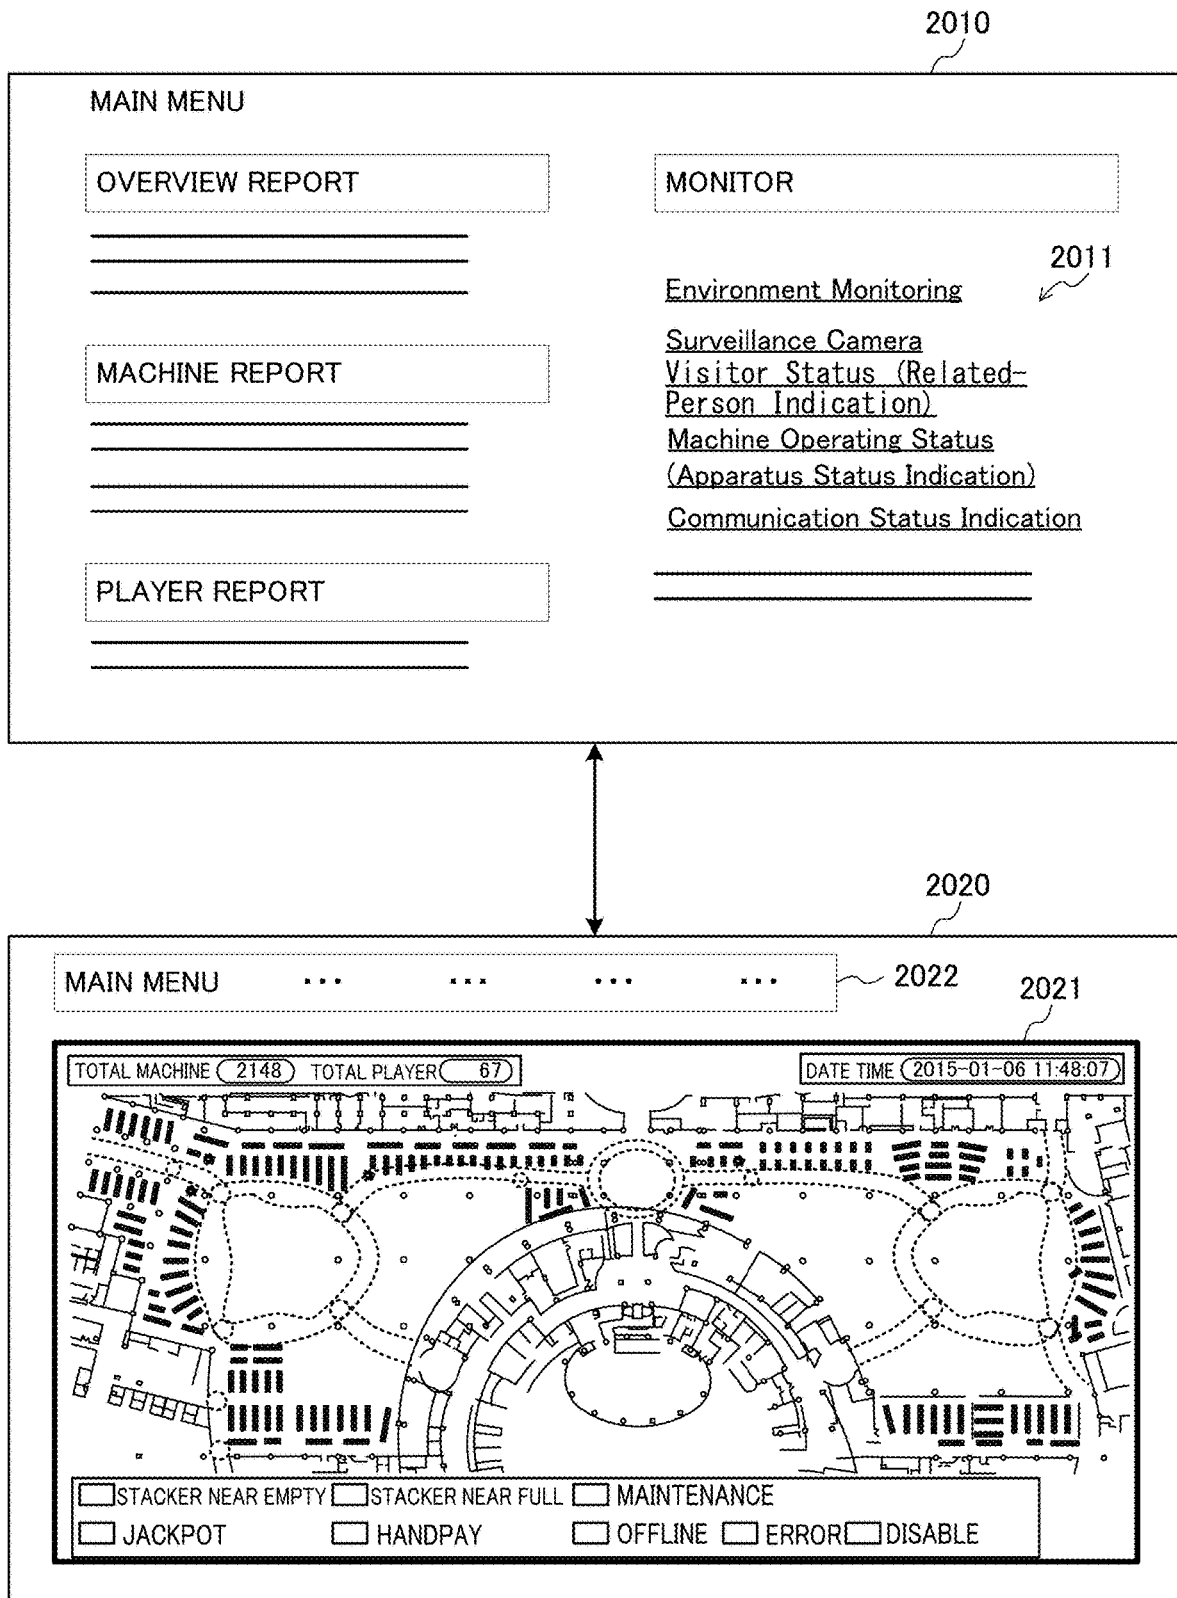 2010
MAIN MENU
OVERVIEW REPORT
MACHINE REPORT
PLAYER REPORT
MONITOR
2011
Environment Monitoring
Surveillance Camera
Visitor Status (Related-
Person Indication)
Machine Operating Status
(Apparatus Status Indication)
Communication Status Indication
2020
MAIN MENU ... ... ... ...
2022
2021
TOTAL MACHINE 2148 TOTAL PLAYER 67
DATE TIME 2015-01-06 11:48:07
STACKER NEAR EMPTY STACKER NEAR FULL MAINTENANCE
JACKPOT HANDPAY OFFLINE ERROR DISABLE